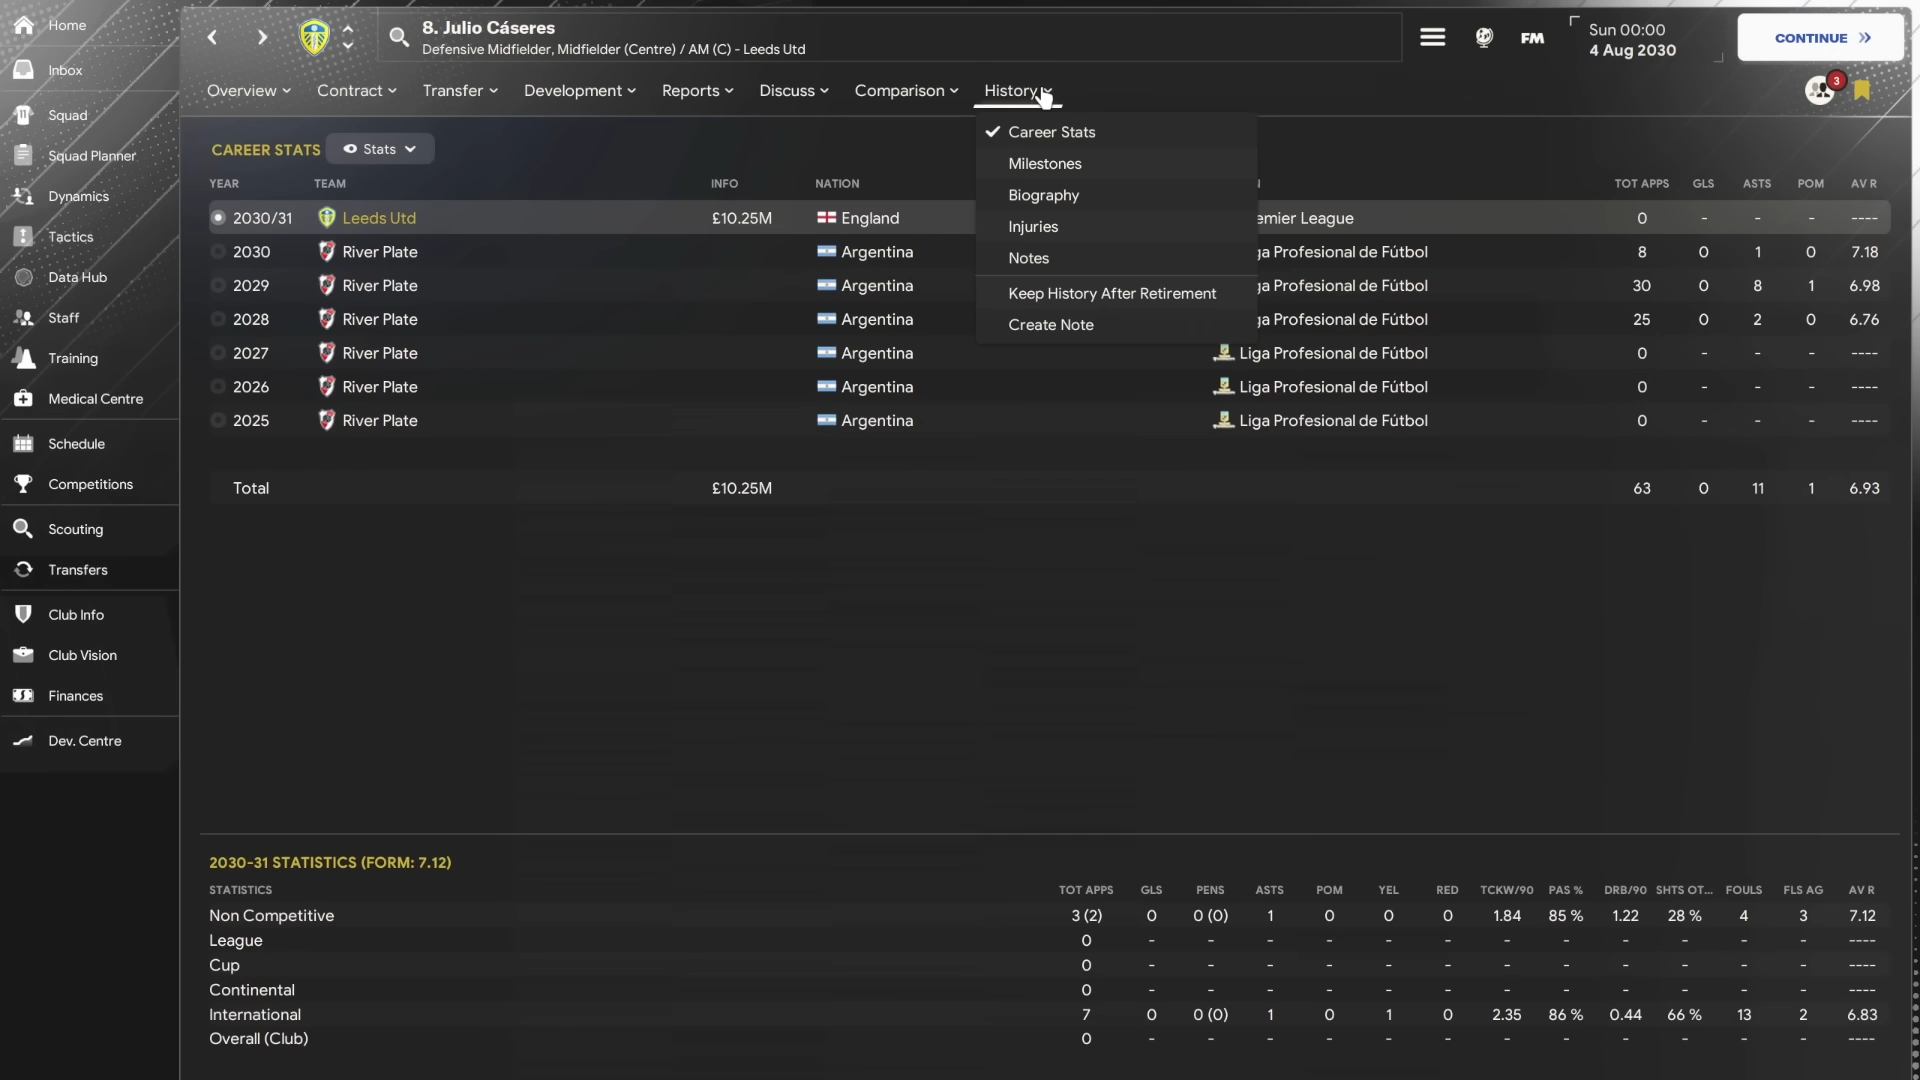 Home
Inbox
Squad
Squad Planner
Dynamics
Tactics
Data Hub
Staff
Training
Medical Centre
Schedule
Competitions
Scouting
Transfers
Club Info
Club Vision
Finances
Dev. Centre
8. Julio Cáseres
Defensive Midfielder, Midfielder (Centre) / AM (C) - Leeds Utd
FM
Sun 00:00
4 Aug 2030
CONTINUE
Overview Contract Transfer Development Reports Discuss Comparison History
3
Career Stats
Milestones
Biography
Injuries
Notes
Keep History After Retirement
Create Note
CAREER STATS Stats
YEAR TEAM INFO NATION TOT APPS GLS ASTS POM AV R
2030/31 Leeds Utd £10.25M England emier League 0 - - - ----
2030 River Plate Argentina ga Profesional de Fútbol 8 0 1 0 7.18
2029 River Plate Argentina ga Profesional de Fútbol 30 0 8 1 6.98
2028 River Plate Argentina ga Profesional de Fútbol 25 0 2 0 6.76
2027 River Plate Argentina Liga Profesional de Fútbol 0 - - - ----
2026 River Plate Argentina Liga Profesional de Fútbol 0 - - - ----
2025 River Plate Argentina Liga Profesional de Fútbol 0 - - - ----
Total £10.25M 63 0 11 1 6.93
2030-31 STATISTICS (FORM: 7.12)
STATISTICS TOT APPS GLS PENS ASTS POM YEL RED TCKW/90 PAS % DRB/90 SHTS OT... FOULS FLS AG AV R
Non Competitive 3 (2) 0 0 (0) 1 0 0 0 1.84 85 % 1.22 28 % 4 3 7.12
League 0 - - - - - - - - - - - - ----
Cup 0 - - - - - - - - - - - - ----
Continental 0 - - - - - - - - - - - - ----
International 7 0 0 (0) 1 0 1 0 2.35 86 % 0.44 66 % 13 2 6.83
Overall (Club) 0 - - - - - - - - - - - - ----